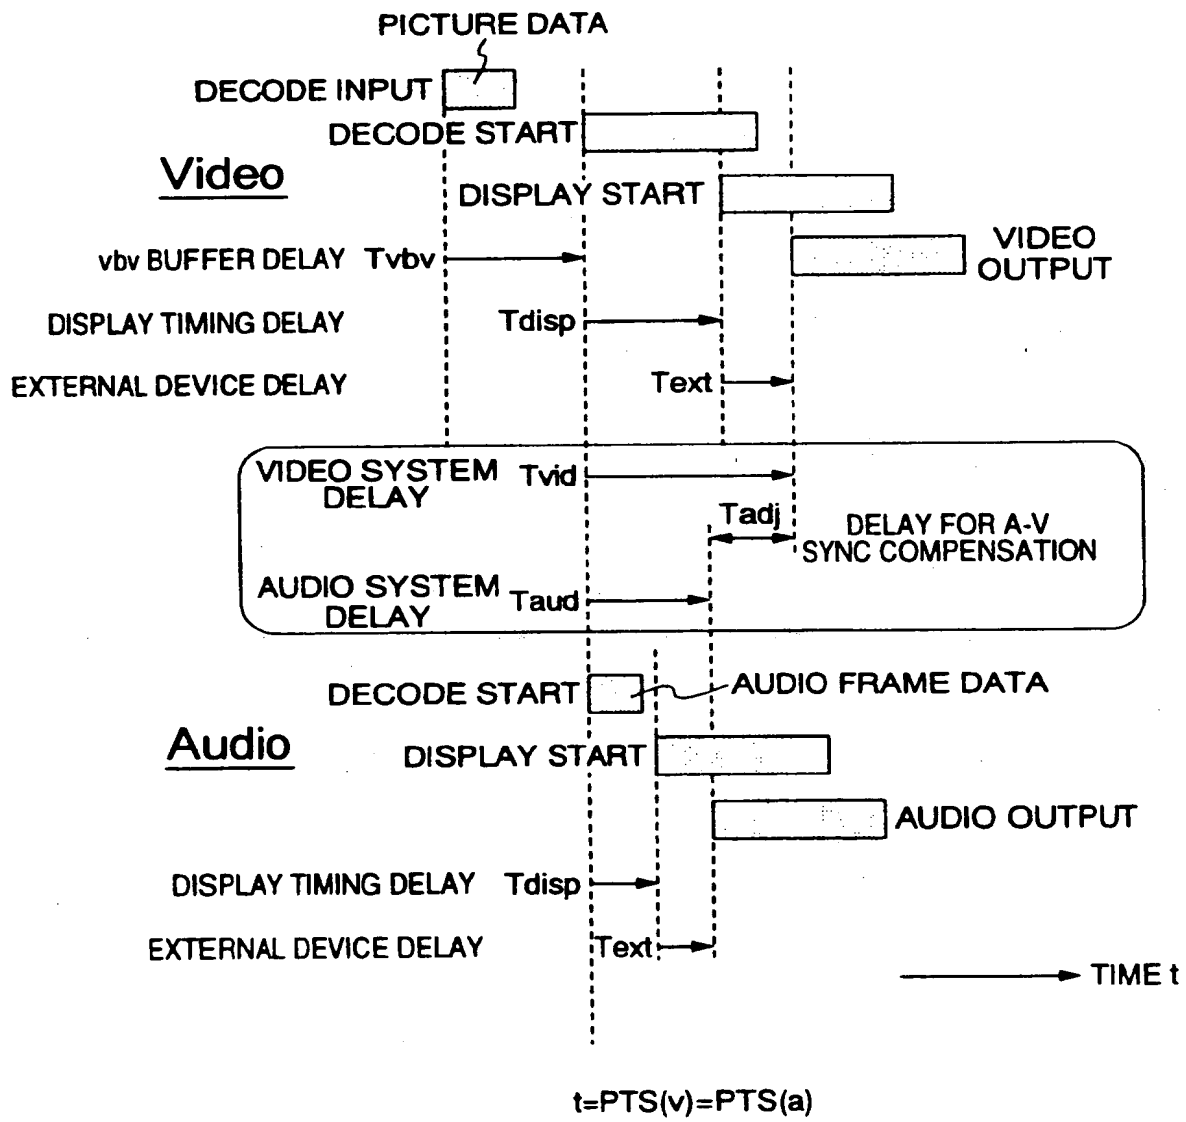 PICTURE DATA
DECODE INPUT
DECODE START
Video
DISPLAY START
VIDEO
OUTPUT
vbv BUFFER DELAY Tvbv
DISPLAY TIMING DELAY Tdisp
EXTERNAL DEVICE DELAY Text
VIDEO SYSTEM
DELAY
Tvid
Tadj
DELAY FOR A-V
SYNC COMPENSATION
AUDIO SYSTEM
DELAY
Taud
DECODE START
AUDIO FRAME DATA
Audio
DISPLAY START
AUDIO OUTPUT
DISPLAY TIMING DELAY Tdisp
EXTERNAL DEVICE DELAY Text
TIME t
t=PTS(v)=PTS(a)